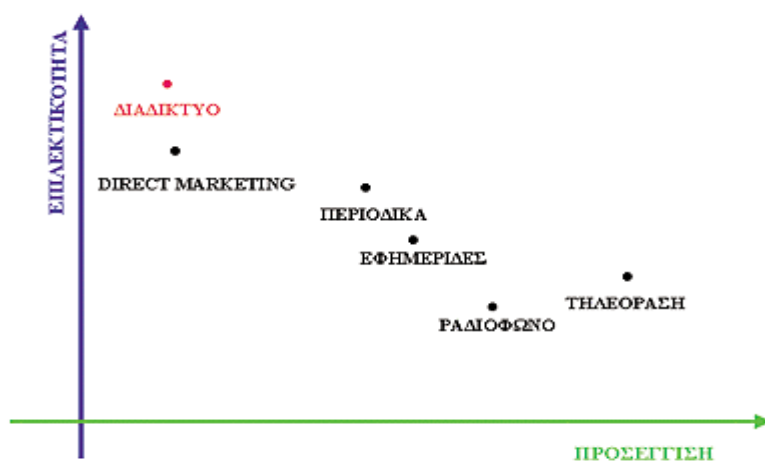 ΕΠΙΛΕΚΤΙΚΟΤΗΤΑ
ΔΙΑΔΙΚΤΥΟ
DIRECT MARKETING
ΠΕΡΙΟΔΙΚΑ
ΕΦΗΜΕΡΙΔΕΣ
ΤΗΛΕΟΡΑΣΗ
ΡΑΔΙΟΦΩΝΟ
ΠΡΟΣΕΓΓΙΣΗ